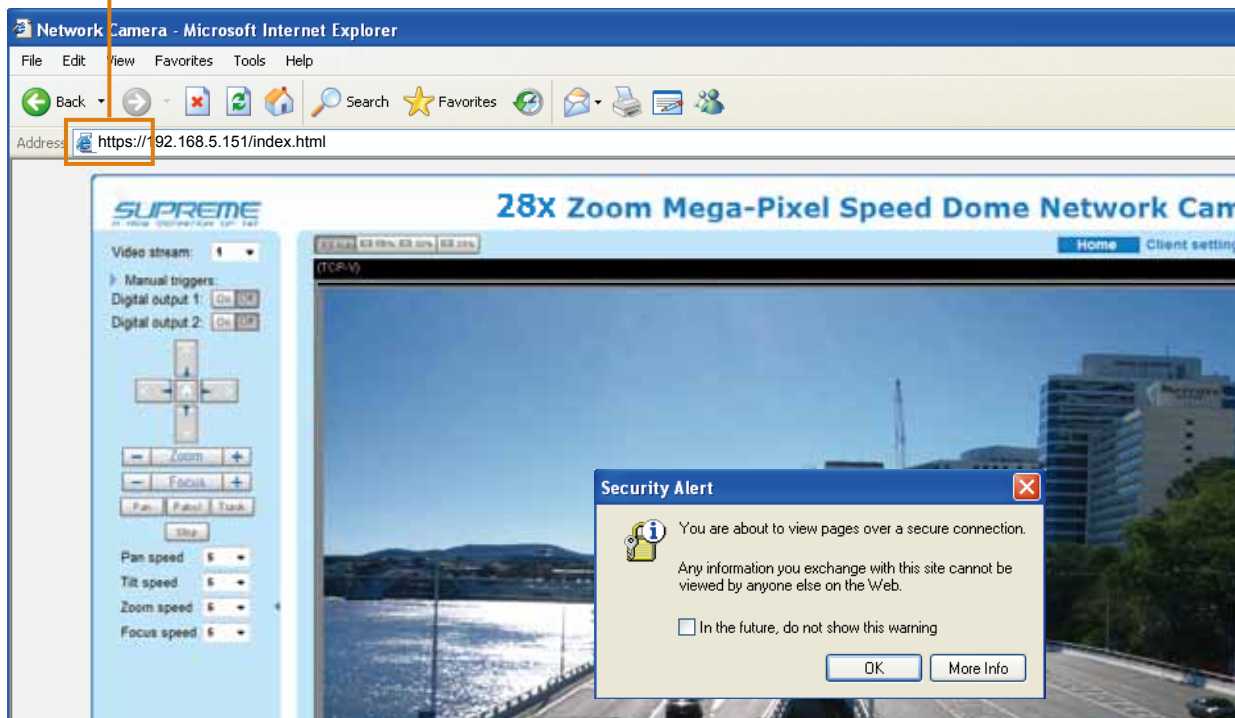 Network Camera - Microsoft Internet Explorer
File Edit View Favorites Tools Help
Back Search Favorites
Address https://192.168.5.151/index.html
SUPREME
28x Zoom Mega-Pixel Speed Dome Network Cam
Home Client setting
(TCP-V)
Video stream: 1
Manual triggers:
Digital output 1: On Off
Digital output 2: On Off
- Zoom +
- Focus +
Pan Patrol Track
Stop
Pan speed 5
Tilt speed 5
Zoom speed 5
Focus speed 5
Security Alert
You are about to view pages over a secure connection.
Any information you exchange with this site cannot be
viewed by anyone else on the Web.
In the future, do not show this warning
OK More Info